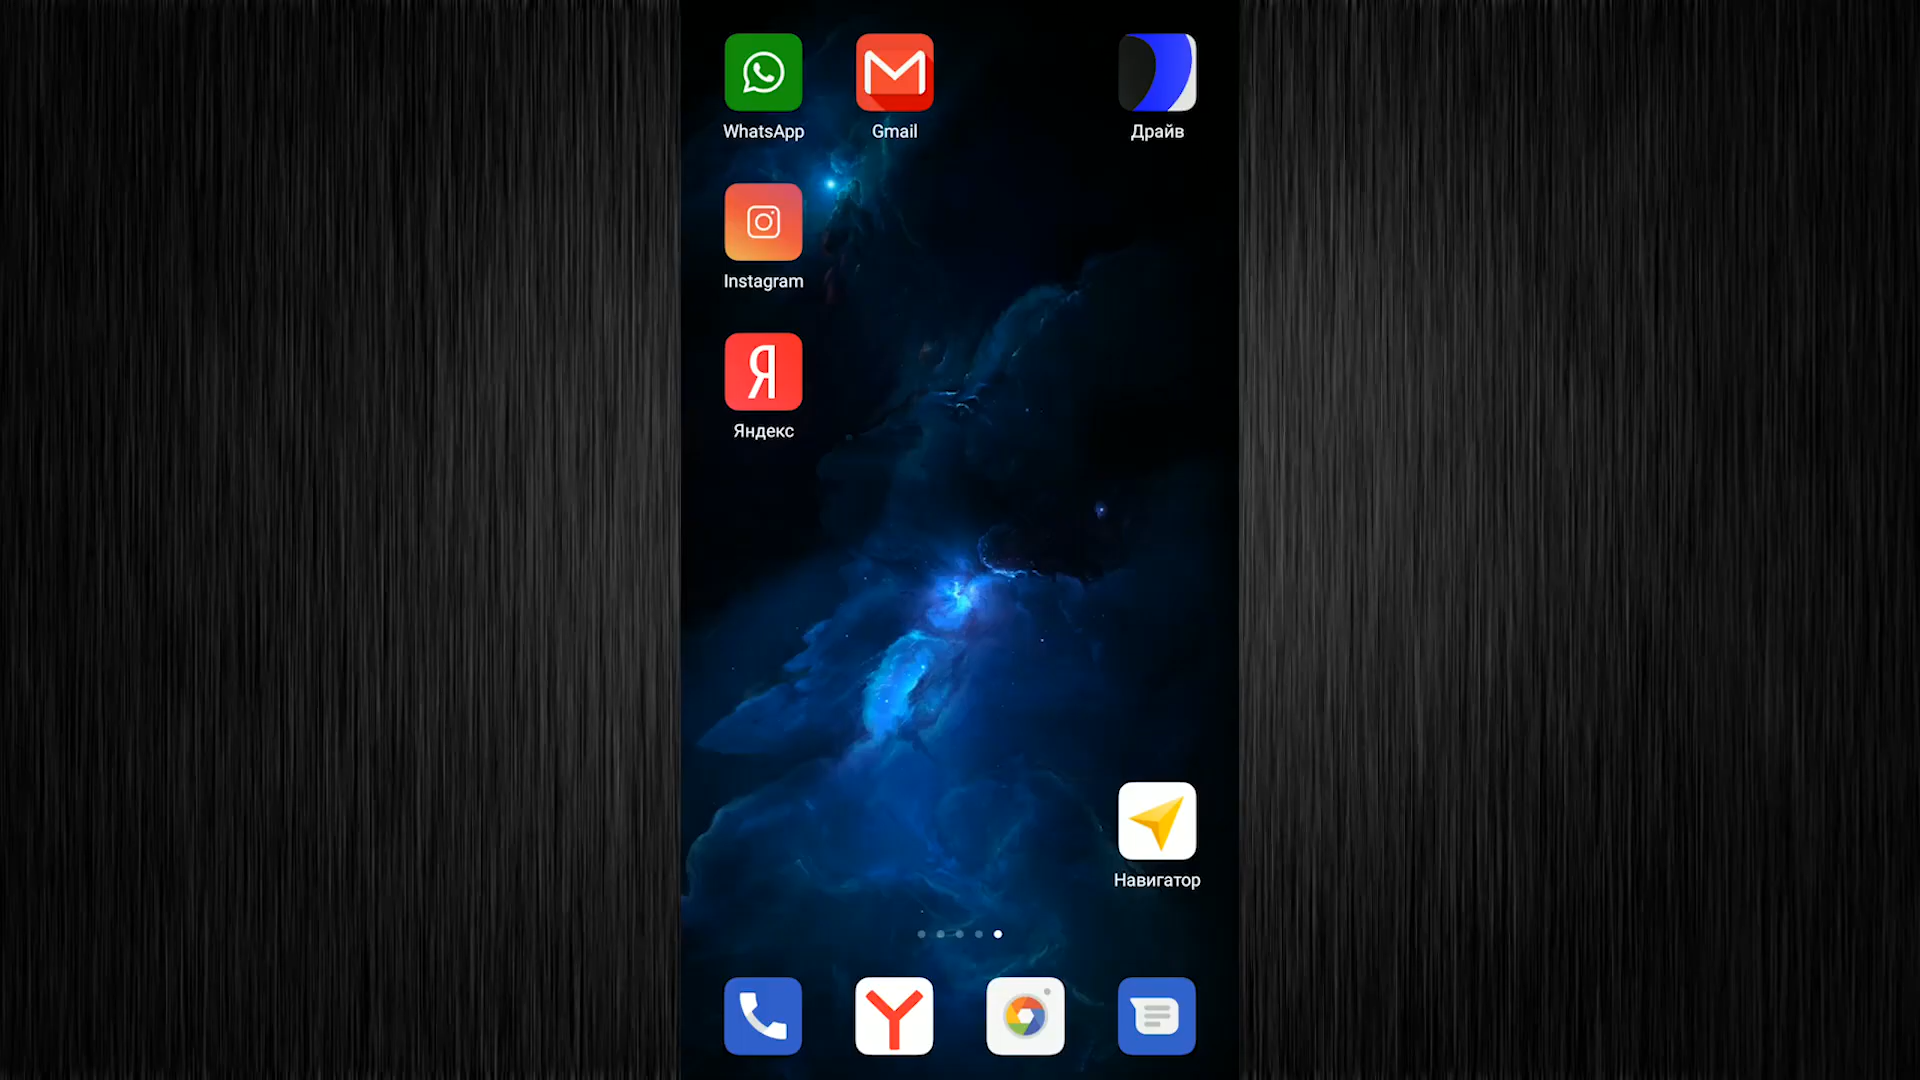 WhatsApp
Gmail
Драйв
Instagram
Я
Яндекс
Навигатор